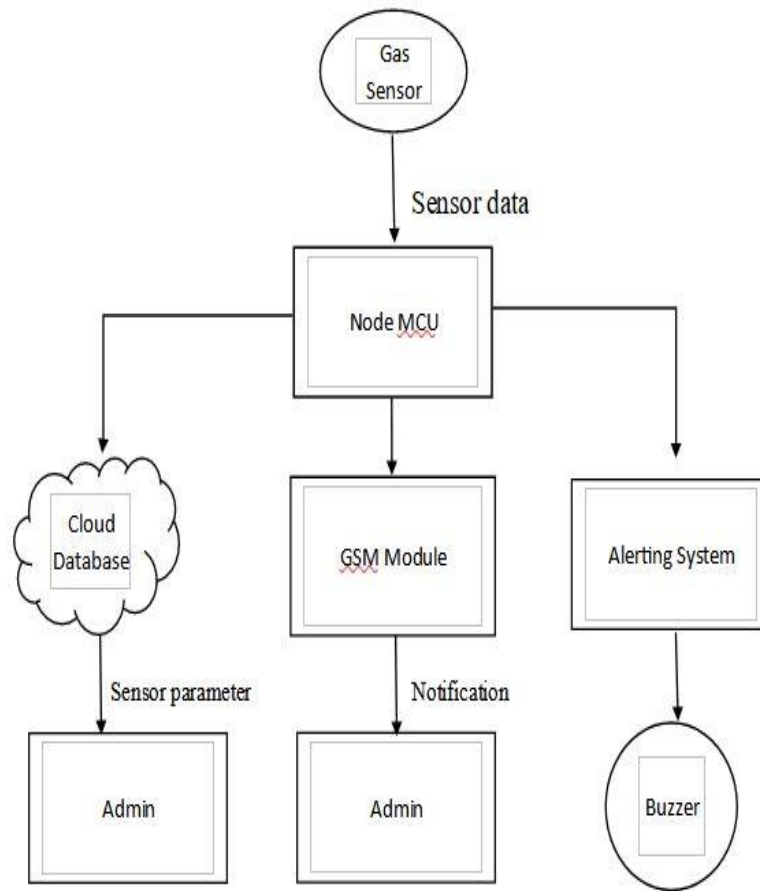 Gas
Sensor
Sensor data
Node MCU
Cloud
Database
GSM Module
Alerting System
Sensor parameter
Notification
Admin
Admin
Buzzer